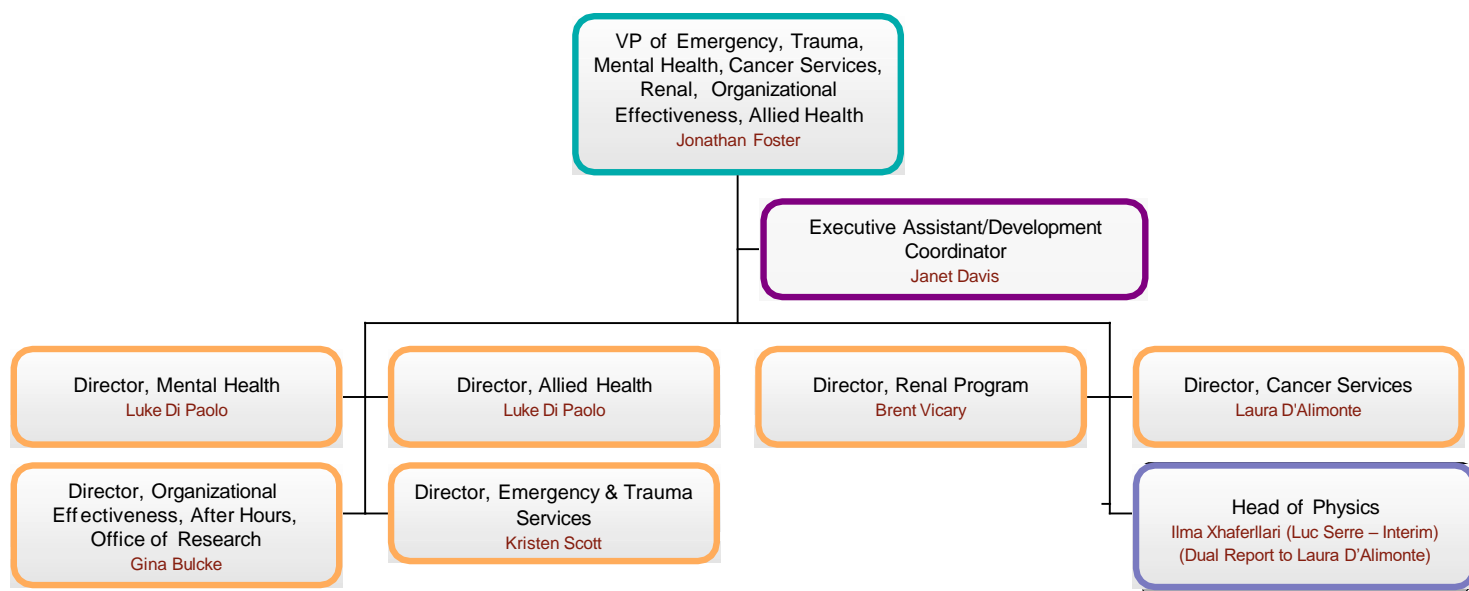 VP of Emergency, Trauma,
Mental Health, Cancer Services,
Renal, Organizational
Effectiveness, Allied Health
Jonathan Foster
Executive Assistant/Development
Coordinator
Janet Davis
Director, Mental Health
Luke Di Paolo
Director, Allied Health
Luke Di Paolo
Director, Renal Program
Brent Vicary
Director, Cancer Services
Laura D'Alimonte
Director, Organizational
Effectiveness, After Hours,
Office of Research
Gina Bulcke
Director, Emergency & Trauma
Services
Kristen Scott
Head of Physics
Ilma Xhaferllari (Luc Serre – Interim)
(Dual Report to Laura D’Alimonte)